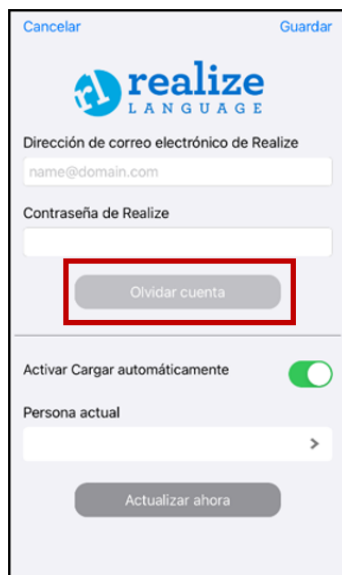 Cancelar Guardar
rl realize
LANGUAGE
Dirección de correo electrónico de Realize
name@domain.com
Contraseña de Realize
Olvidar cuenta
Activar Cargar automáticamente
Persona actual
>
Actualizar ahora